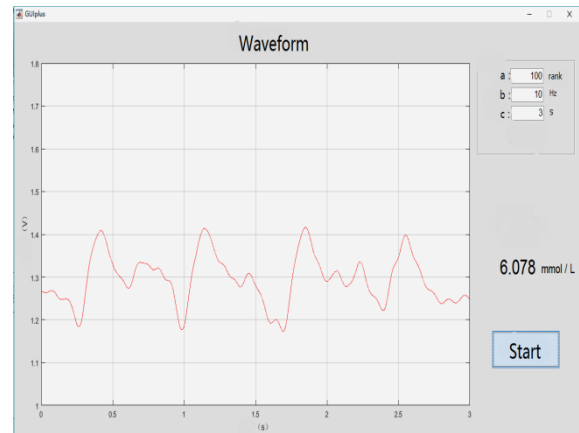 GUIplus
Waveform
a : 100 rank
b : 10 Hz
c : 3 s
1.8
1.7
1.6
1.5
1.4
1.3
1.2
1.1
1
(V)
0 0.5 1 1.5 2 2.5 3
(s)
6.078 mmol / L
Start